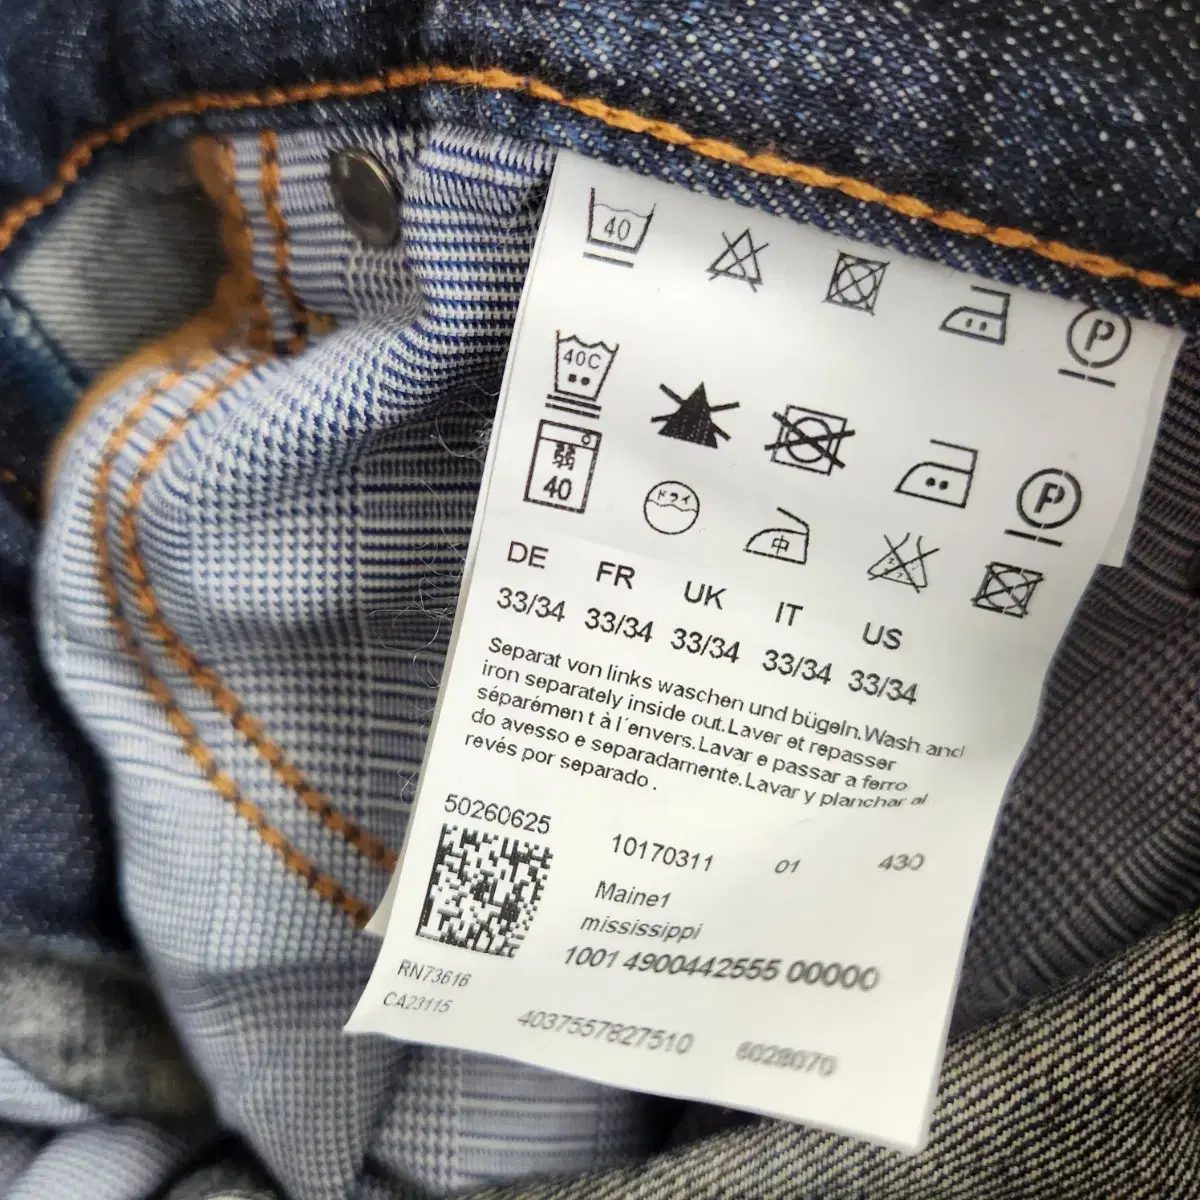 40
P
40C
P
弱
40
ドライ
中
DE FR UK IT US
33/34 33/34 33/34 33/34 33/34
Separat von links waschen und bügeln.Wash and
iron separately inside out.Laver et repasser
séparémen t à l´envers.Lavar e passar a ferro
do avesso e separadamente.Lavar y planchar al
revés por separado .
50260625
10170311 01 430
Maine1
mississippi
1001 4900442555 00000
RN73616
CA23115
4037557827510 6028070